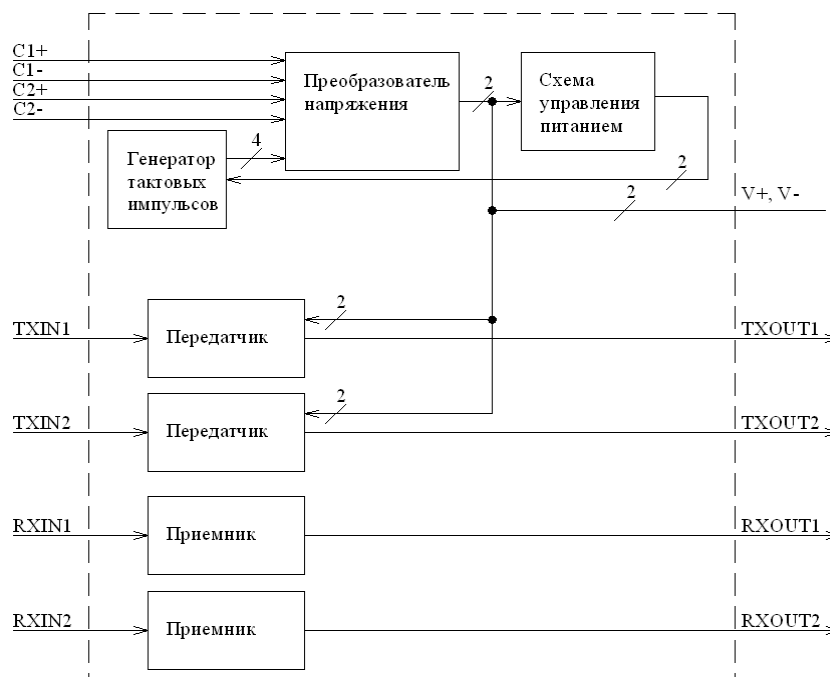 C1+
C1-
C2+
C2-
Преобразователь
напряжения
2
Схема
управления
питанием
4
Генератор
тактовых
импульсов
2
2
V+, V-
2
TXIN1
Передатчик
TXOUT1
2
TXIN2
Передатчик
TXOUT2
RXIN1
Приемник
RXOUT1
RXIN2
Приемник
RXOUT2